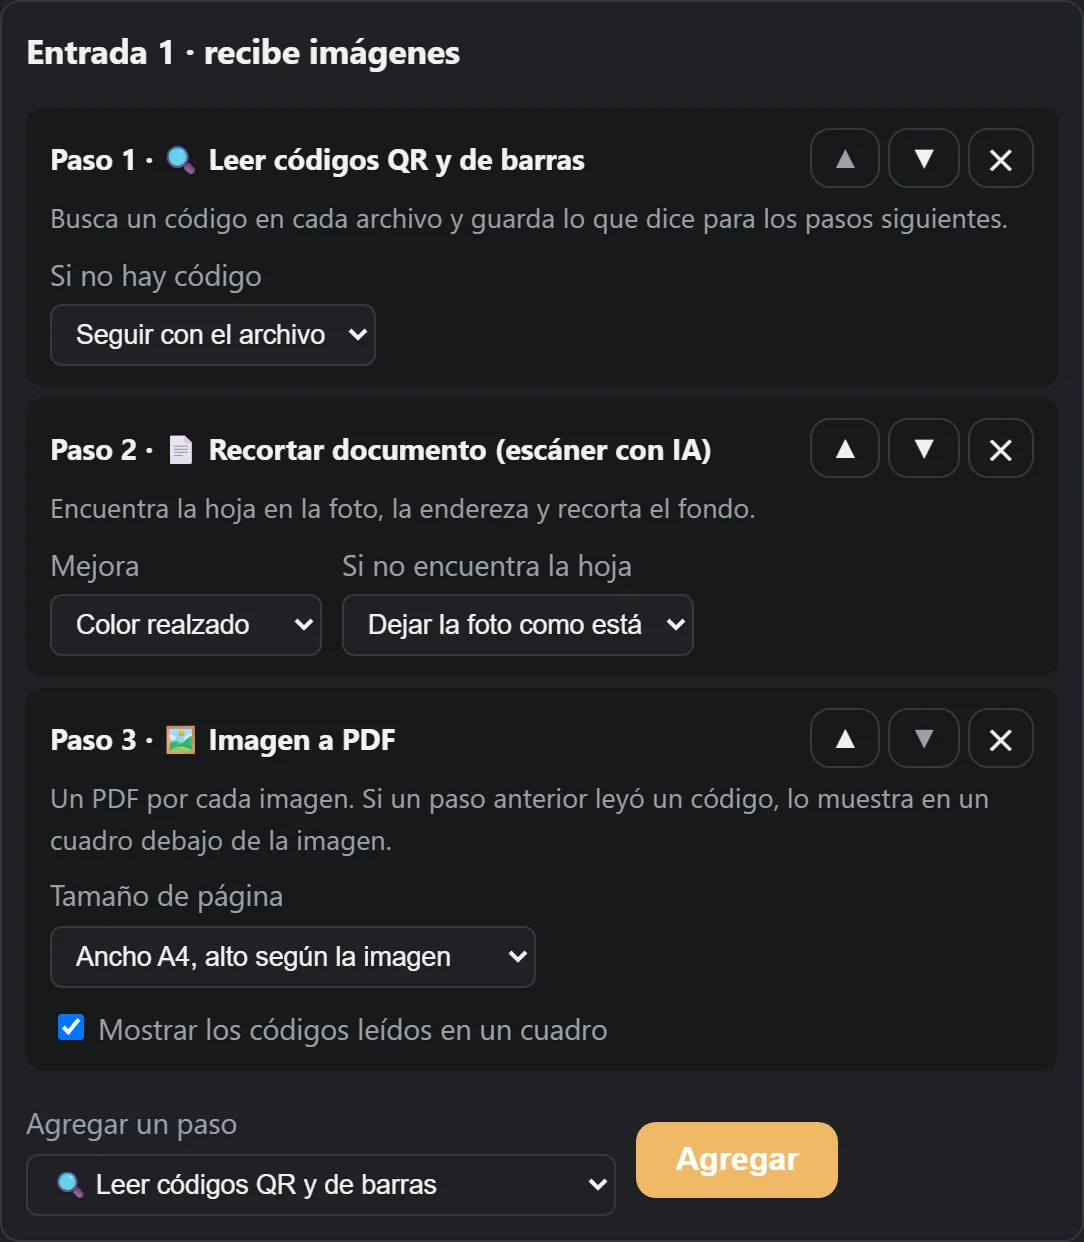 Entrada 1 · recibe imágenes
Paso 1 · 🔍 Leer códigos QR y de barras
Busca un código en cada archivo y guarda lo que dice para los pasos siguientes.
Si no hay código
Seguir con el archivo
Paso 2 · 📄 Recortar documento (escáner con IA)
Encuentra la hoja en la foto, la endereza y recorta el fondo.
Mejora Si no encuentra la hoja
Color realzado Dejar la foto como está
Paso 3 · 🖼️ Imagen a PDF
Un PDF por cada imagen. Si un paso anterior leyó un código, lo muestra en un
cuadro debajo de la imagen.
Tamaño de página
Ancho A4, alto según la imagen
Mostrar los códigos leídos en un cuadro
Agregar un paso
🔍 Leer códigos QR y de barras
Agregar